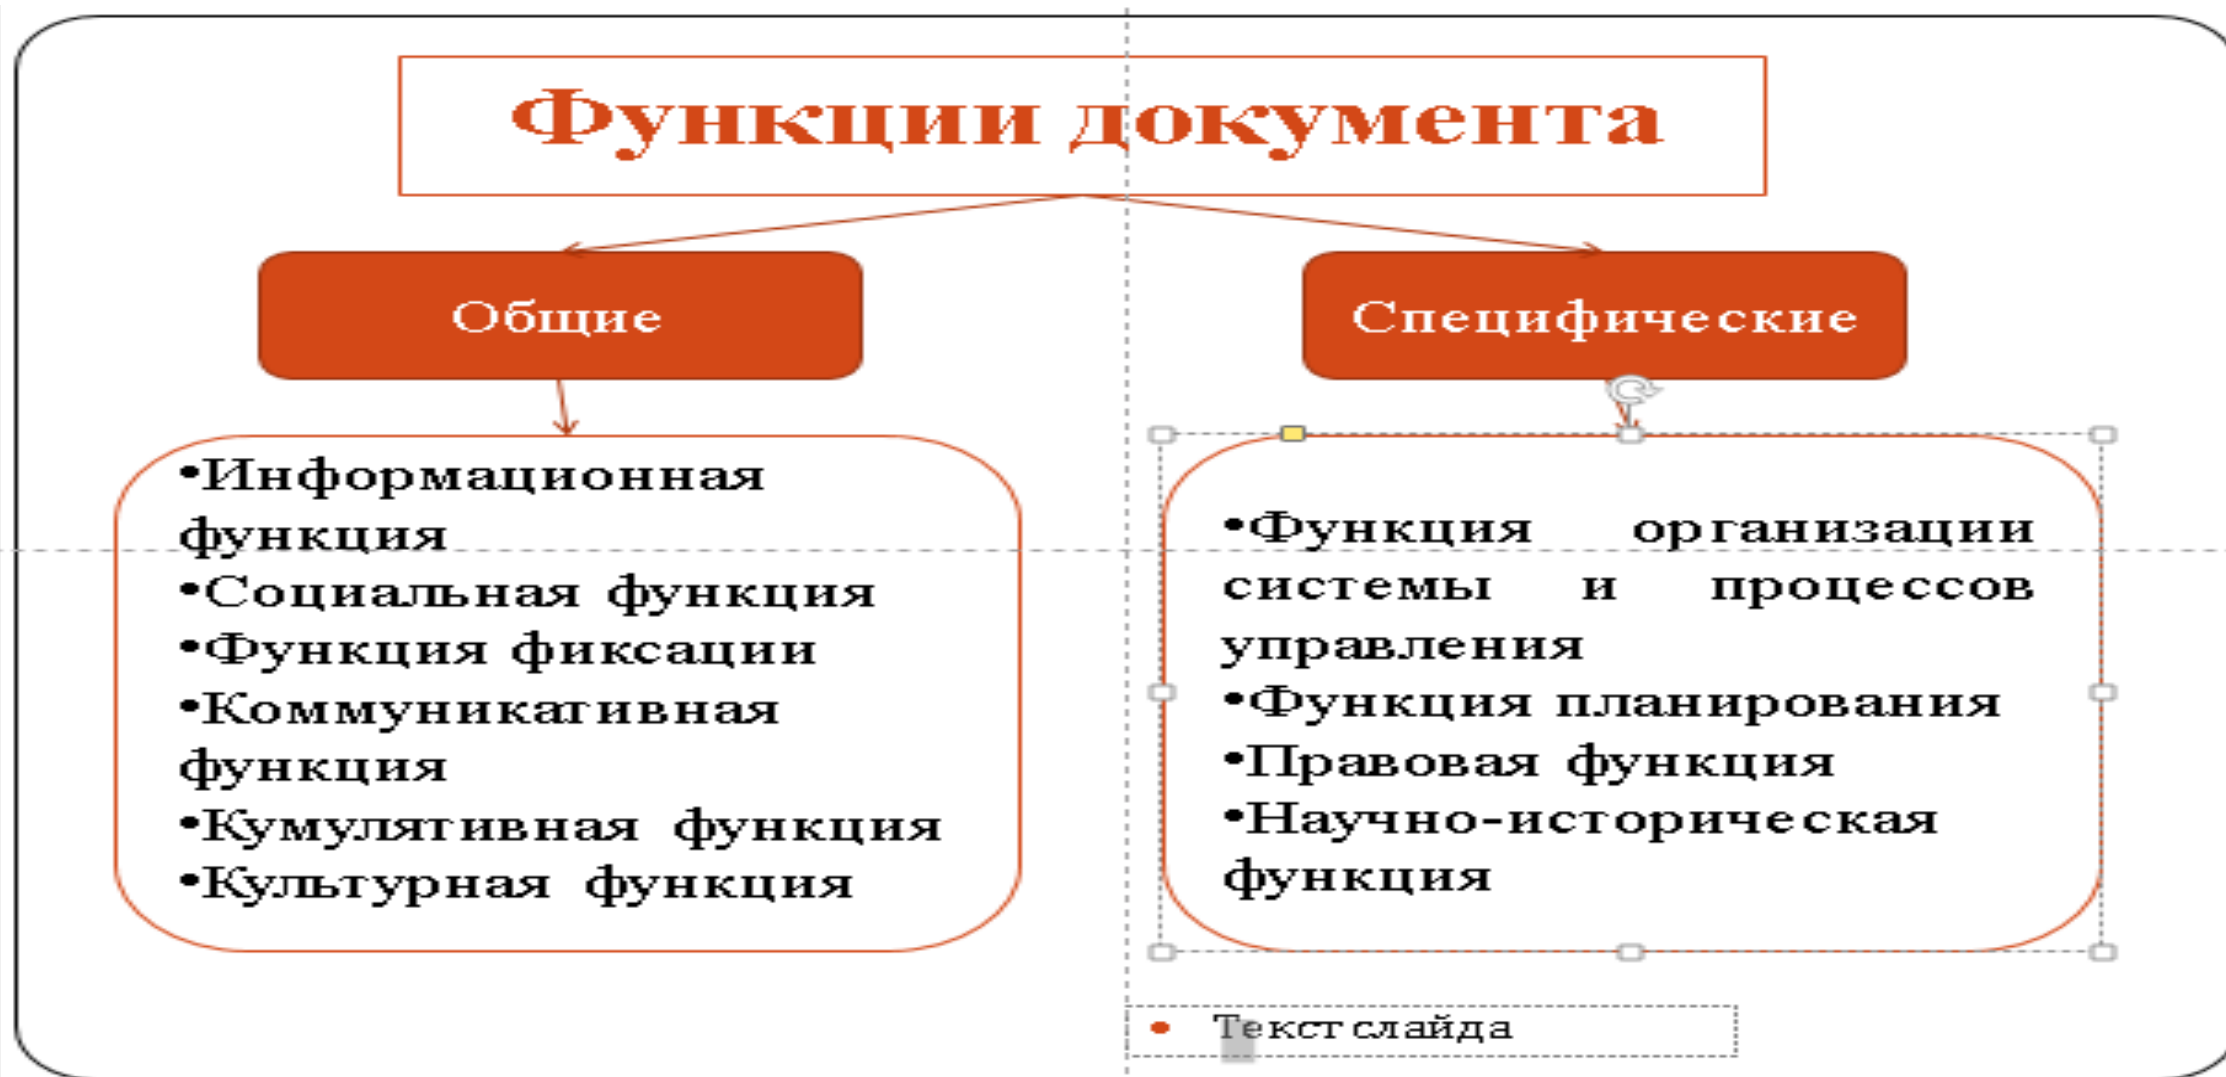 Функции документа
Общие
Специфические
•Информационная
функция
•Социальная функция
•Функция фиксации
•Коммуникативная
функция
•Кумулятивная функция
•Культурная функция
•Функция организации
системы и процессов
управления
•Функция планирования
•Правовая функция
•Научно-историческая
функция
• Текст слайда